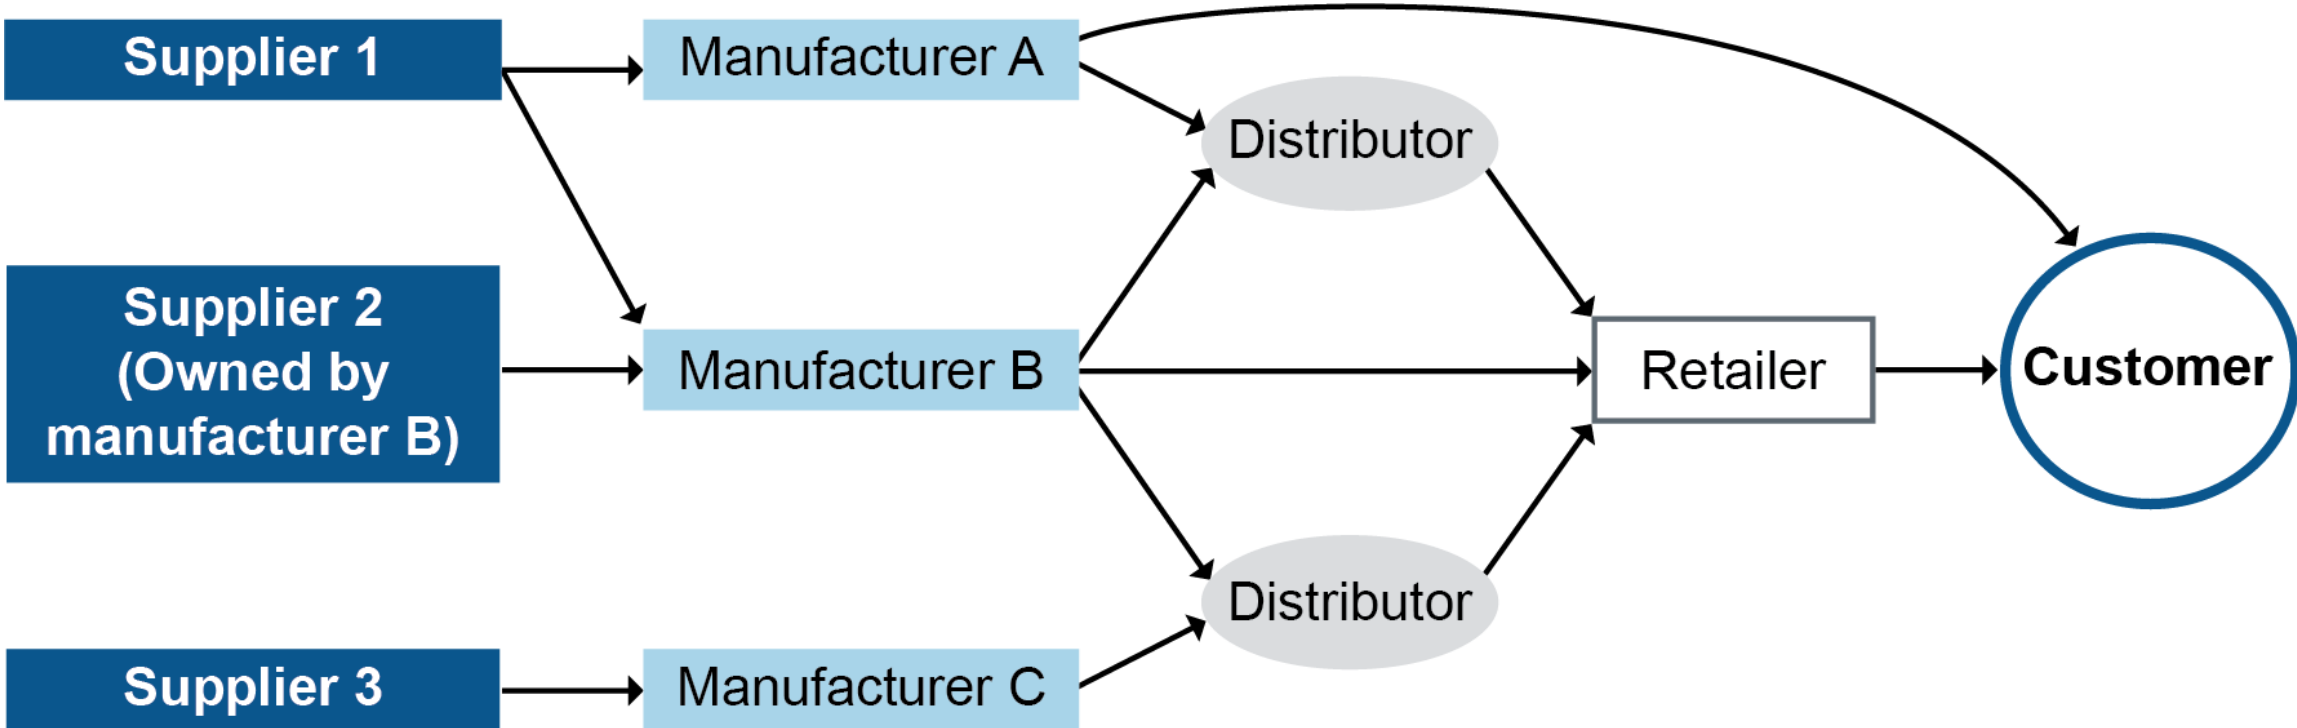 Supplier 1
Manufacturer A
Distributor
Supplier 2
(Owned by
manufacturer B)
Manufacturer B
Retailer
Customer
Distributor
Supplier 3
Manufacturer C